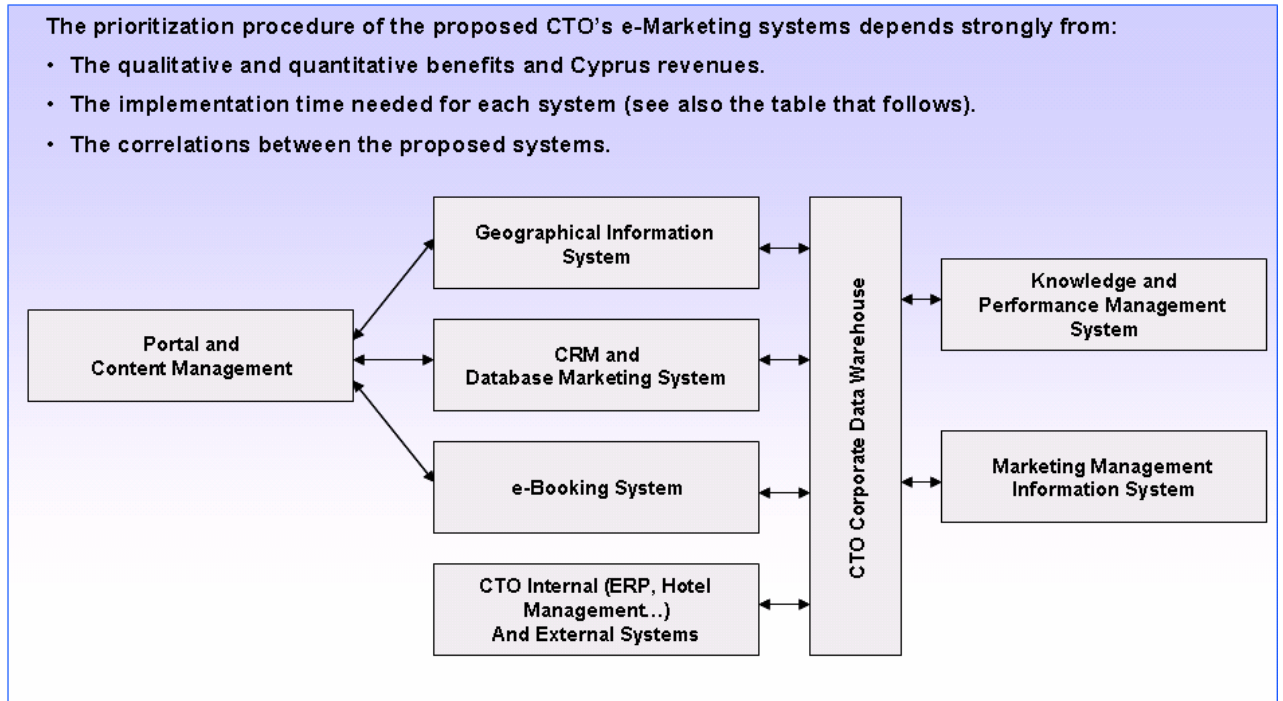 The prioritization procedure of the proposed CTO's e-Marketing systems depends strongly from:
• The qualitative and quantitative benefits and Cyprus revenues.
• The implementation time needed for each system (see also the table that follows).
• The correlations between the proposed systems.
Portal and
Content Management
Geographical Information
System
CRM and
Database Marketing System
e-Booking System
CTO Internal (ERP, Hotel
Management...)
And External Systems
CTO Corporate Data Warehouse
Knowledge and
Performance Management
System
Marketing Management
Information System